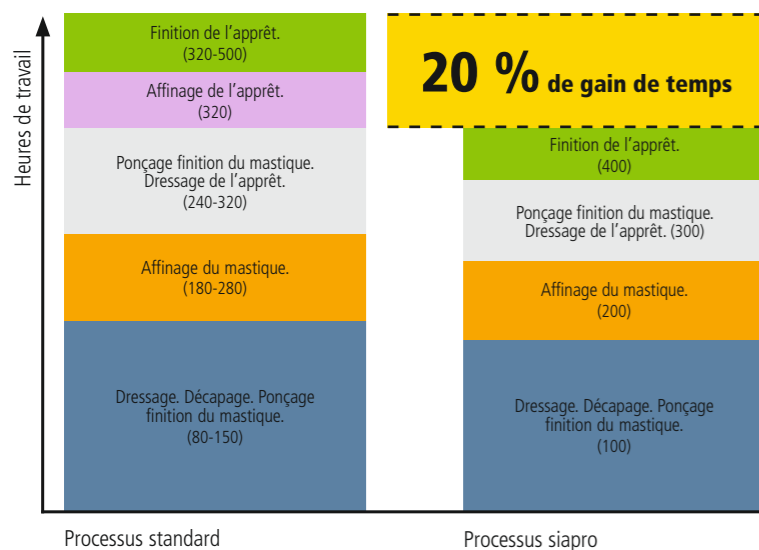 Heures de travail
Finition de l’apprêt.
(320-500)
Affinage de l’apprêt.
(320)
Ponçage finition du mastique.
Dressage de l’apprêt.
(240-320)
Affinage du mastique.
(180-280)
Dressage. Décapage. Ponçage
finition du mastique.
(80-150)
Processus standard
20 % de gain de temps
Finition de l’apprêt.
(400)
Ponçage finition du mastique.
Dressage de l’apprêt. (300)
Affinage du mastique.
(200)
Dressage. Décapage. Ponçage
finition du mastique.
(100)
Processus siapro